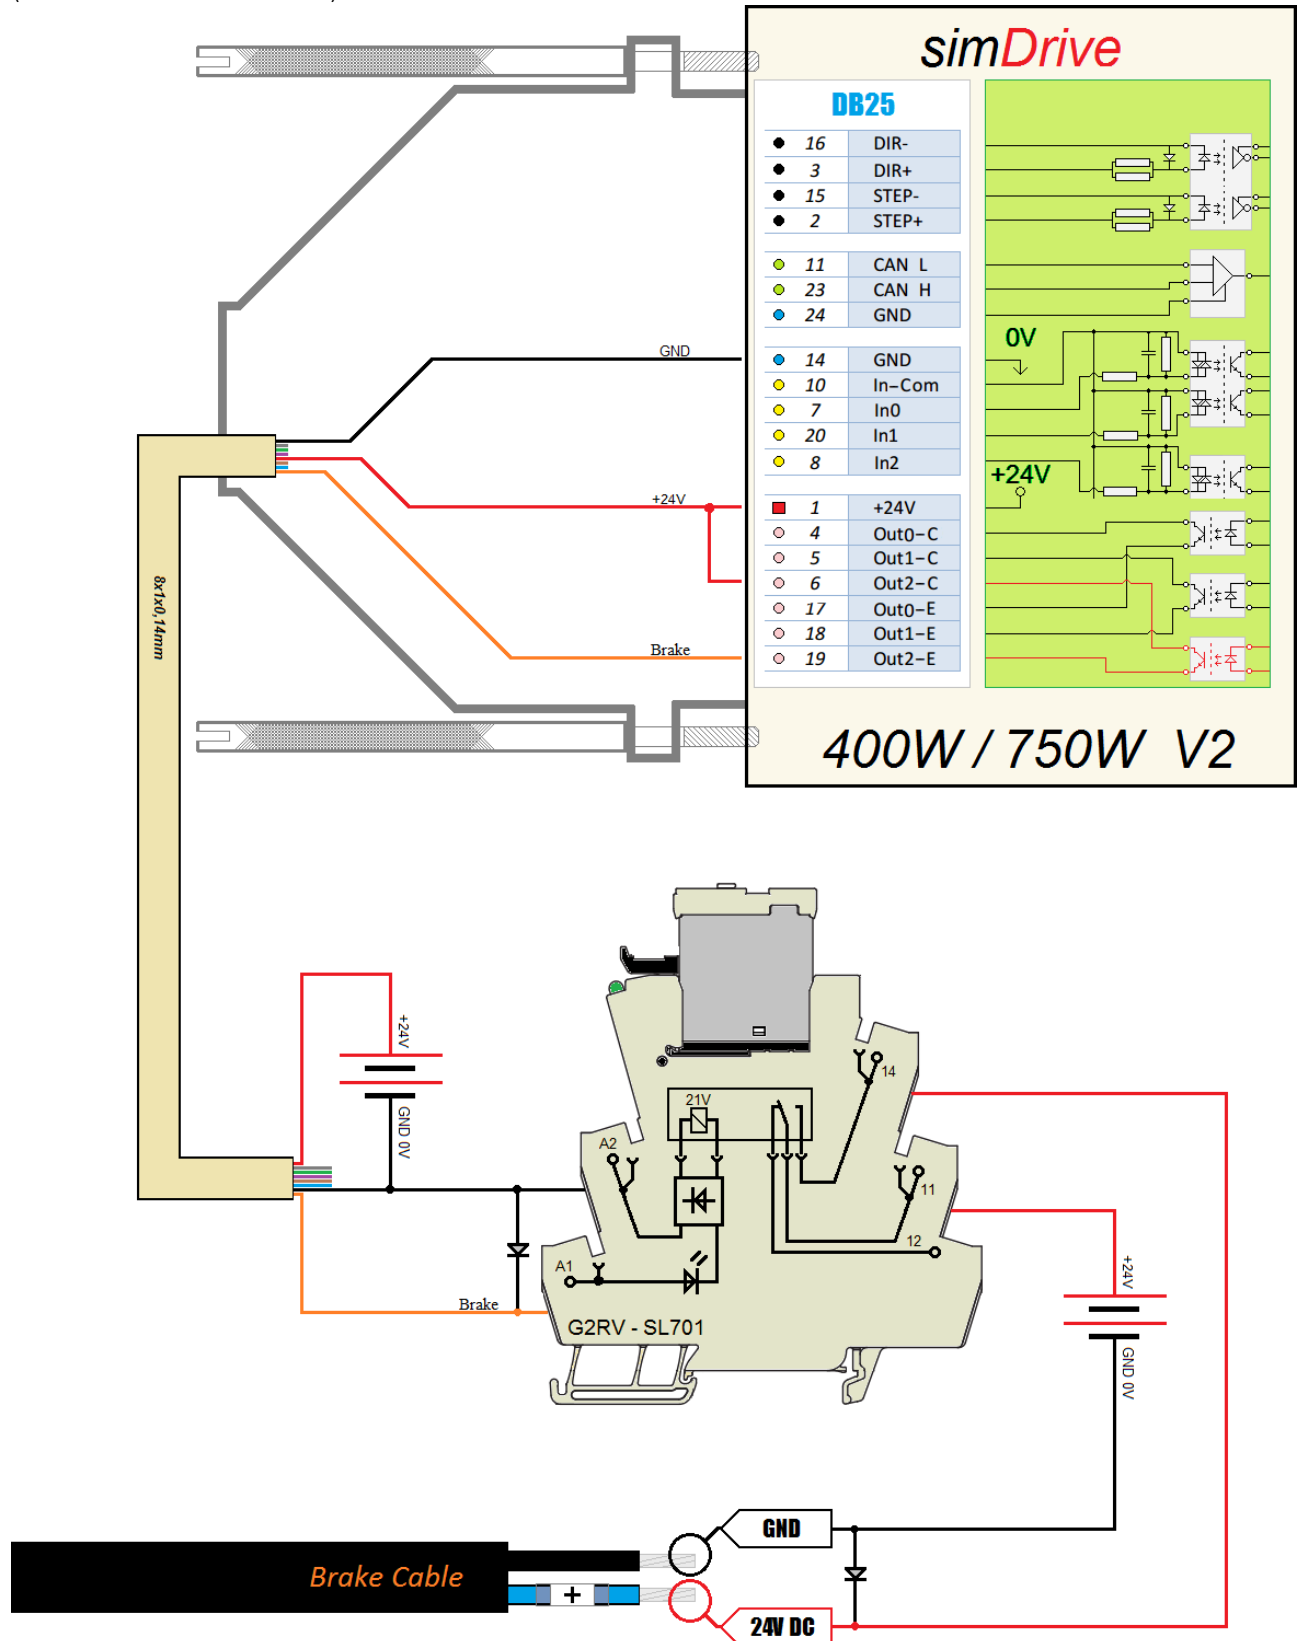 simDrive
DB25
16 DIR-
3 DIR+
15 STEP-
2 STEP+
11 CAN L
23 CAN H
24 GND
14 GND
10 In-Com
7 In0
20 In1
8 In2
1 +24V
4 Out0-C
5 Out1-C
6 Out2-C
17 Out0-E
18 Out1-E
19 Out2-E
0V
+24V
GND
+24V
Brake
400W / 750W V2
8x1x0,14mm
+24V
GND 0V
21V
14
A2
11
12
A1
Brake
G2RV - SL701
+24V
GND 0V
GND
Brake Cable
+
24V DC